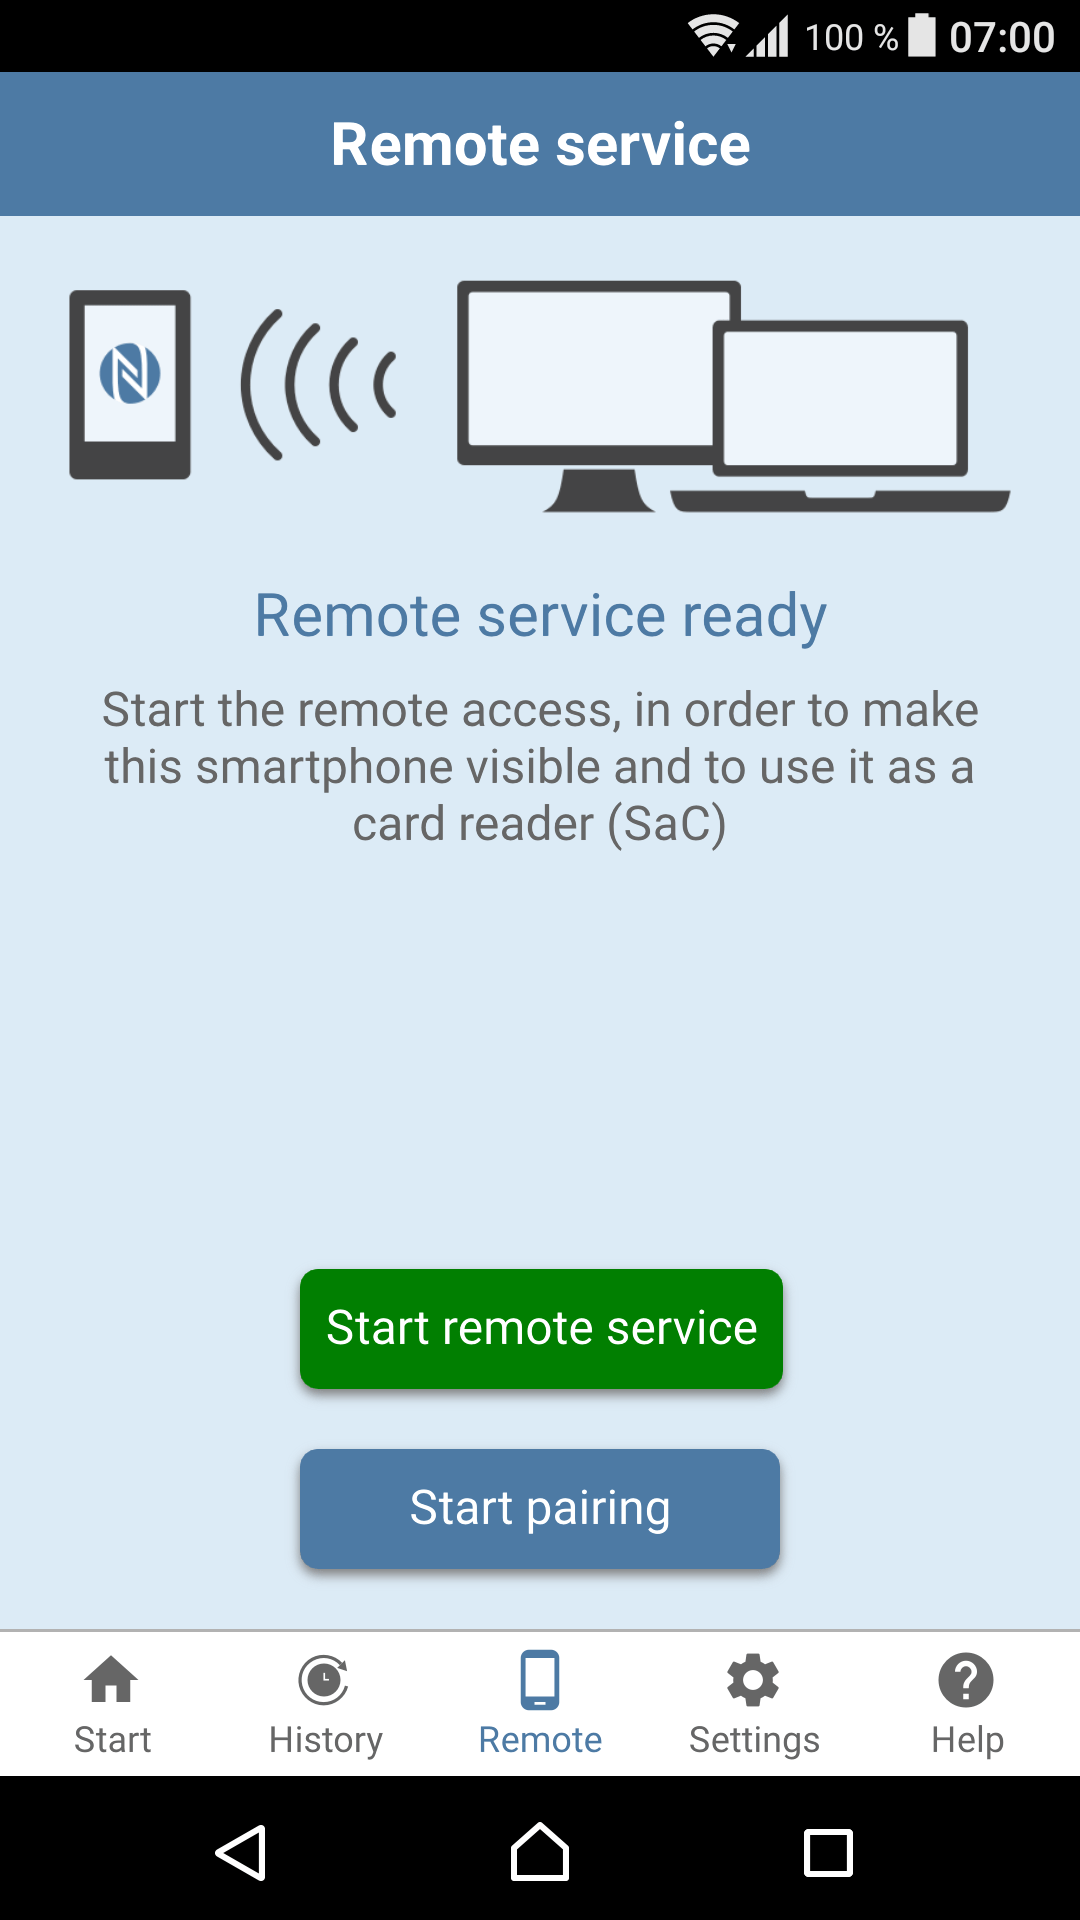 100 % 07:00
Remote service
Remote service ready
Start the remote access, in order to make
this smartphone visible and to use it as a
card reader (SaC)
Start remote service
Start pairing
Start History Remote Settings Help